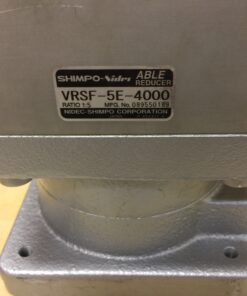 SHIMPO-Nidec ABLE REDUCER
VRSF-5E-4000
RATIO 1:5 MFG. No. 089550189
NIDEC-SHIMPO CORPORATION